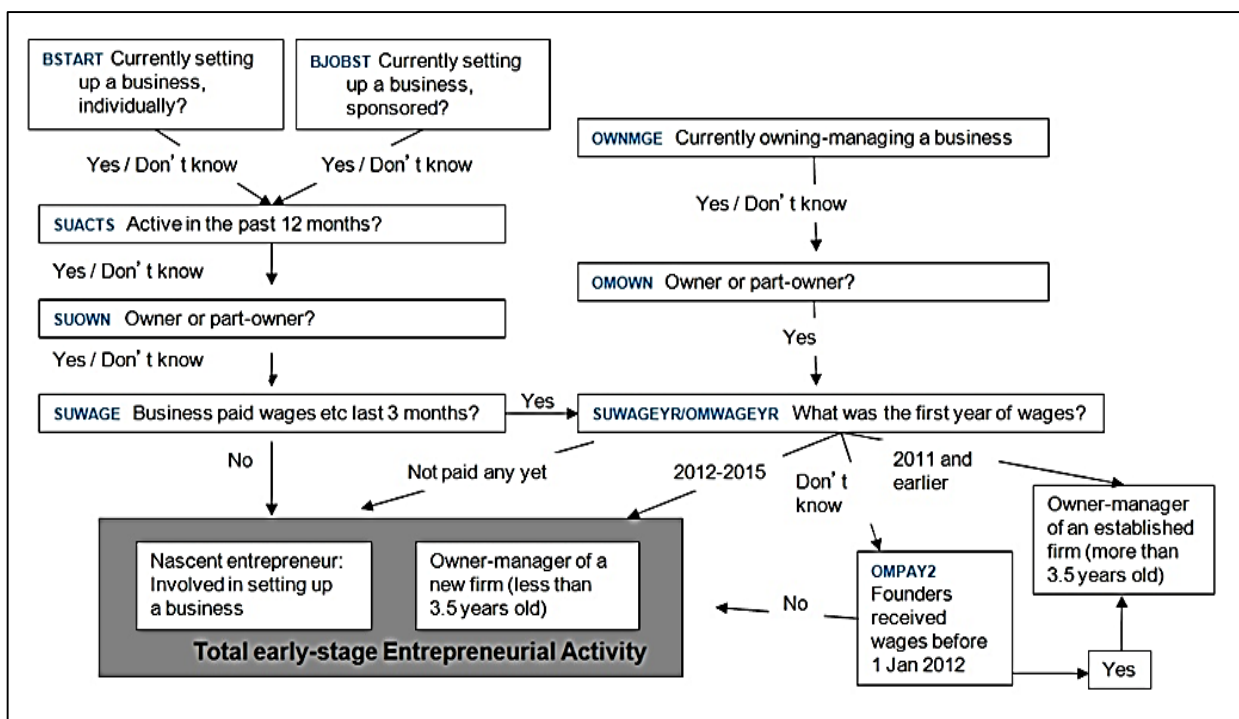 BSTART Currently setting
up a business,
individually?
BJOBST Currently setting
up a business,
sponsored?
OWNMGE Currently owning-managing a business
Yes / Don't know
Yes / Don't know
Yes / Don't know
SUACTS Active in the past 12 months?
Yes / Don't know
OMOWN Owner or part-owner?
SUOWN Owner or part-owner?
Yes
Yes / Don't know
SUWAGE Business paid wages etc last 3 months?
Yes
SUWAGEYR/OMWAGEYR What was the first year of wages?
No
Not paid any yet
2012-2015
Don't
know
2011 and
earlier
Owner-manager
of an established
firm (more than
3.5 years old)
Nascent entrepreneur:
Involved in setting up
a business
Owner-manager of
a new firm (less than
3.5 years old)
Total early-stage Entrepreneurial Activity
No
OMPAY2
Founders
received
wages before
1 Jan 2012
Yes